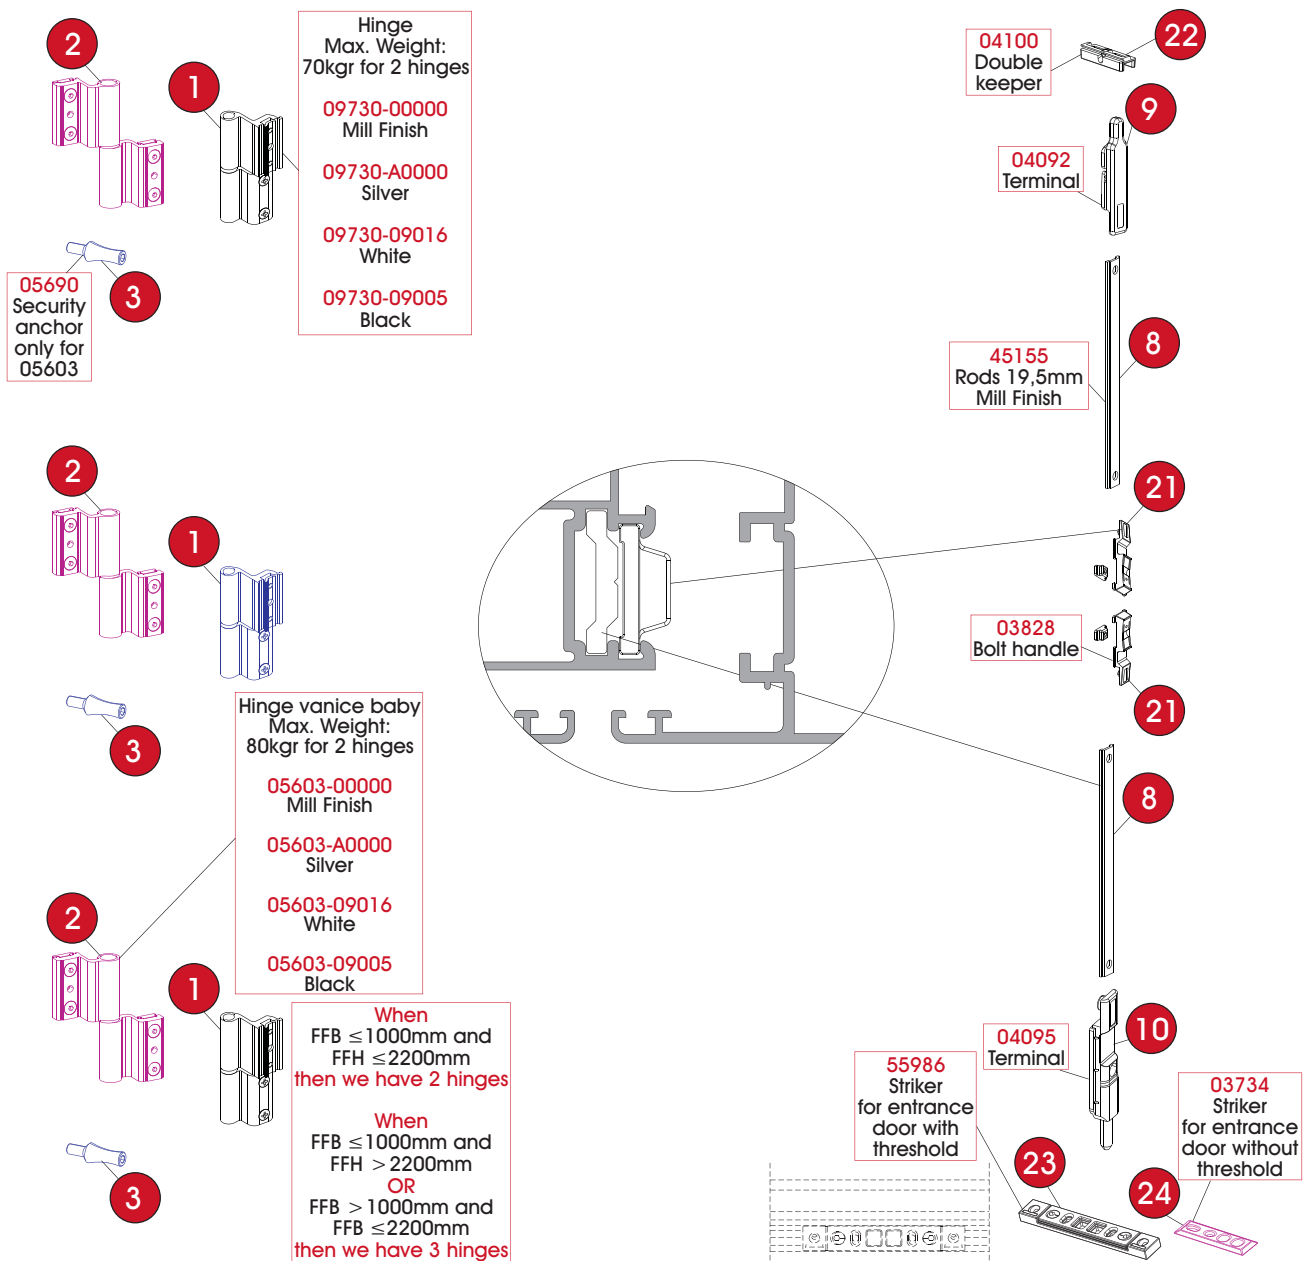 2
1
Hinge
Max. Weight:
70kgr for 2 hinges
09730-00000
Mill Finish
09730-A0000
Silver
09730-09016
White
09730-09005
Black
05690
Security
anchor
only for
05603
3
04100
Double
keeper
22
9
04092
Terminal
45155
Rods 19,5mm
Mill Finish
8
2
1
3
21
03828
Bolt handle
21
8
Hinge vanice baby
Max. Weight:
80kgr for 2 hinges
05603-00000
Mill Finish
05603-A0000
Silver
05603-09016
White
05603-09005
Black
2
1
3
When
FFB ≤1000mm and
FFH ≤2200mm
then we have 2 hinges
When
FFB ≤1000mm and
FFH >2200mm
OR
FFB >1000mm and
FFB ≤2200mm
then we have 3 hinges
04095
Terminal
10
55986
Striker
for entrance
door with
threshold
03734
Striker
for entrance
door without
threshold
23
24